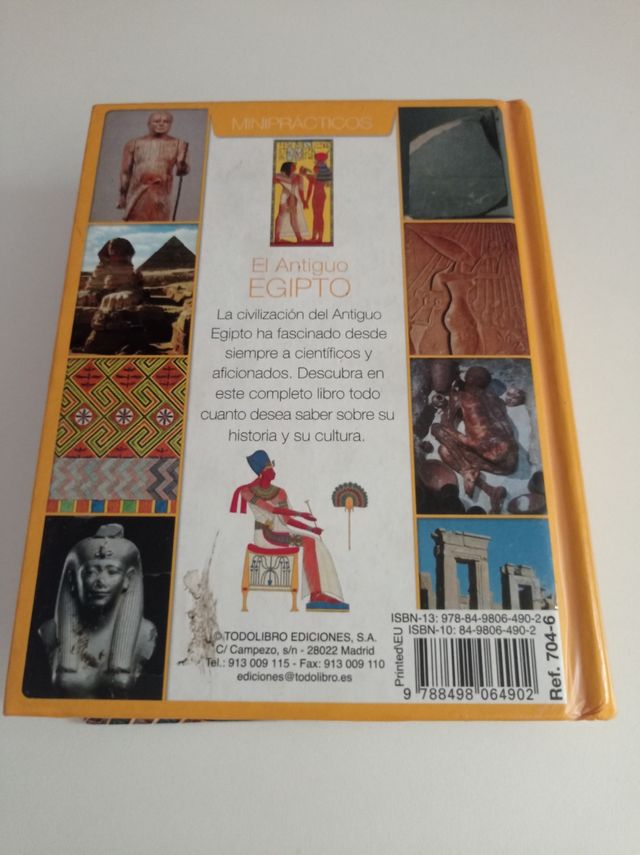 MINIPRÁCTICOS
El Antiguo
EGIPTO
La civilización del Antiguo
Egipto ha fascinado desde
siempre a científicos y
aficionados. Descubra en
este completo libro todo
cuanto desea saber sobre su
historia y su cultura.
© TODOLIBRO EDICIONES, S.A.
C/ Campezo, s/n - 28022 Madrid
Tel.: 913 009 115 - Fax: 913 009 110
ediciones@todolibro.es
Printed\EU
ISBN-13: 978-84-9806-490-2
ISBN-10: 84-9806-490-2
9 788498 064902
Ref. 704-6